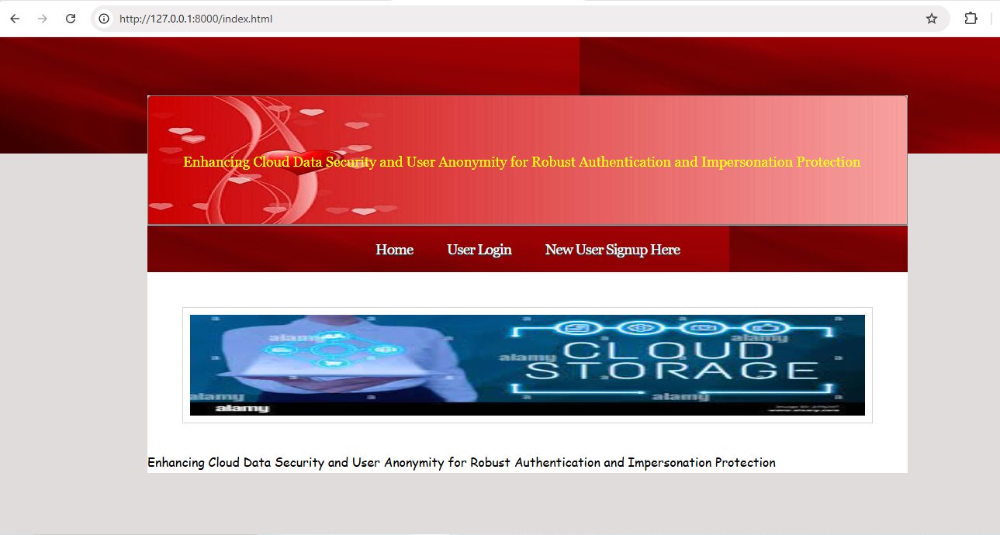 http://127.0.0.1:8000/index.html
Enhancing Cloud Data Security and User Anonymity for Robust Authentication and Impersonation Protection
Home User Login New User Signup Here
alamy
a a a a a
alamy
alamy
CLOUD
STORAGE
a
a
alamy
alamy
alamy
Enhancing Cloud Data Security and User Anonymity for Robust Authentication and Impersonation Protection